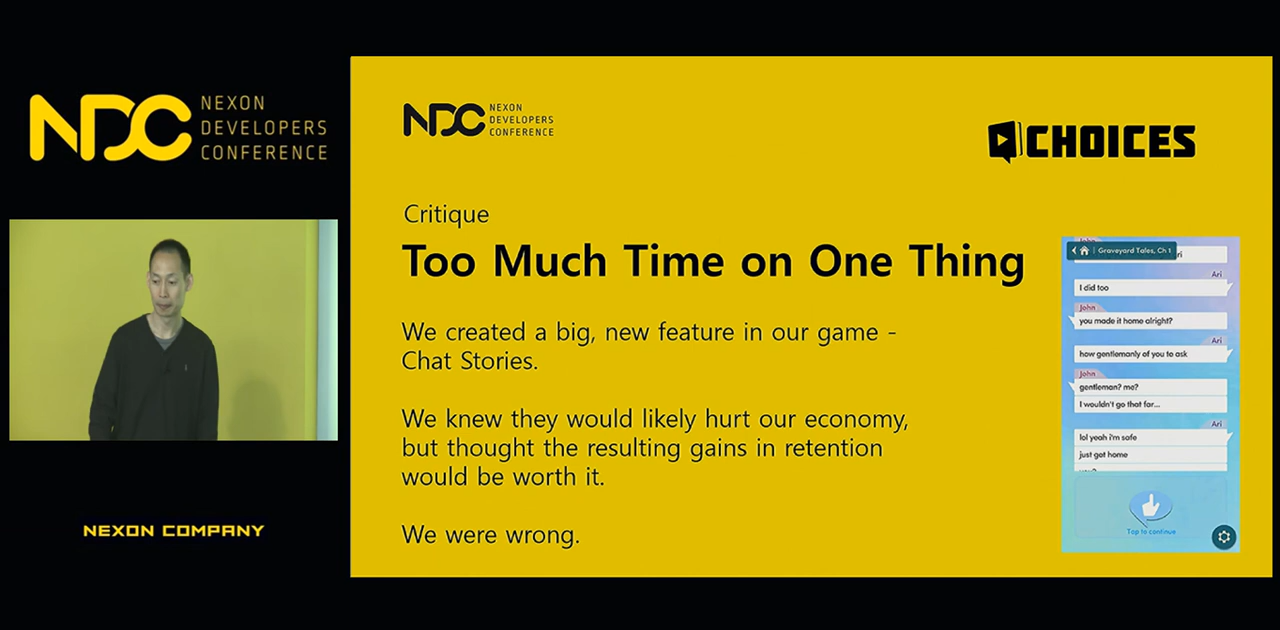 NDC NEXON
DEVELOPERS
CONFERENCE
NEXON COMPANY
NDC NEXON
DEVELOPERS
CONFERENCE
CHOICES
Critique
Too Much Time on One Thing
We created a big, new feature in our game -
Chat Stories.
We knew they would likely hurt our economy,
but thought the resulting gains in retention
would be worth it.
We were wrong.
Graveyard Tales, Ch 1
Ari
I did too
John
you made it home alright?
Ari
how gentlemanly of you to ask
John
gentleman? me?
I wouldn't go that far...
Ari
lol yeah i'm safe
just got home
Tap to continue